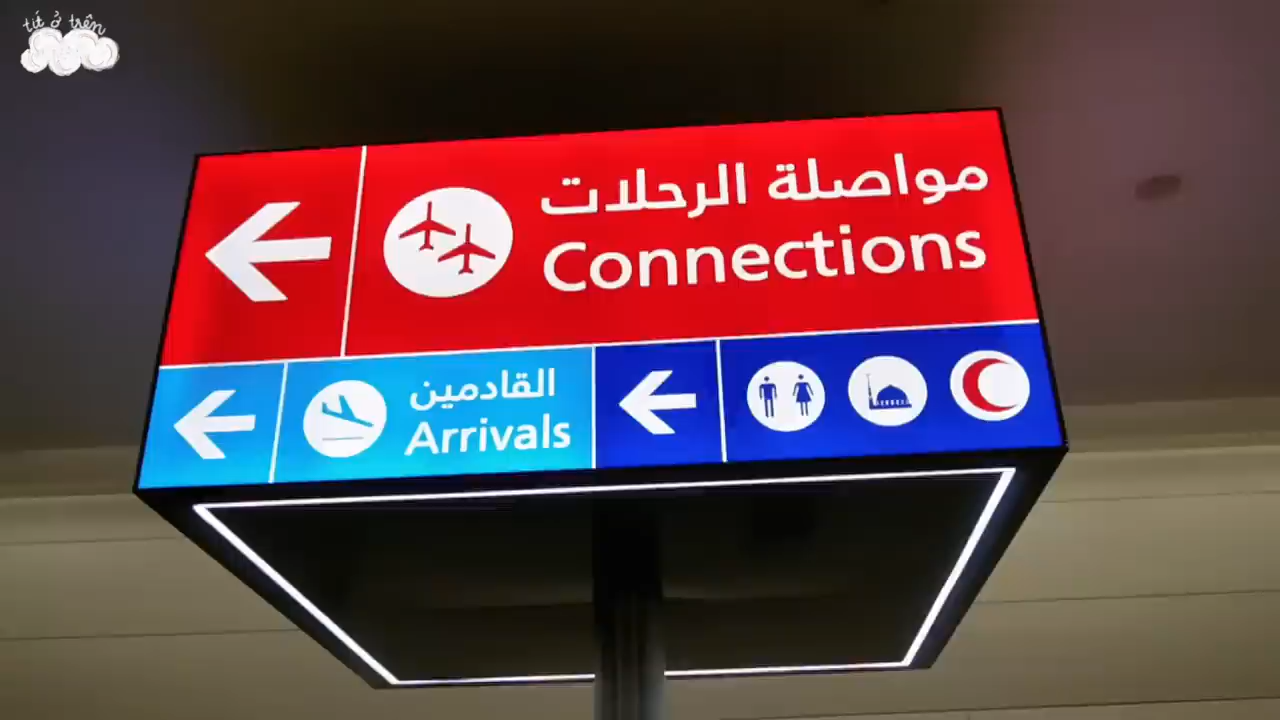 tít ở trên
مواصلة الرحلات
Connections
القادمين
Arrivals